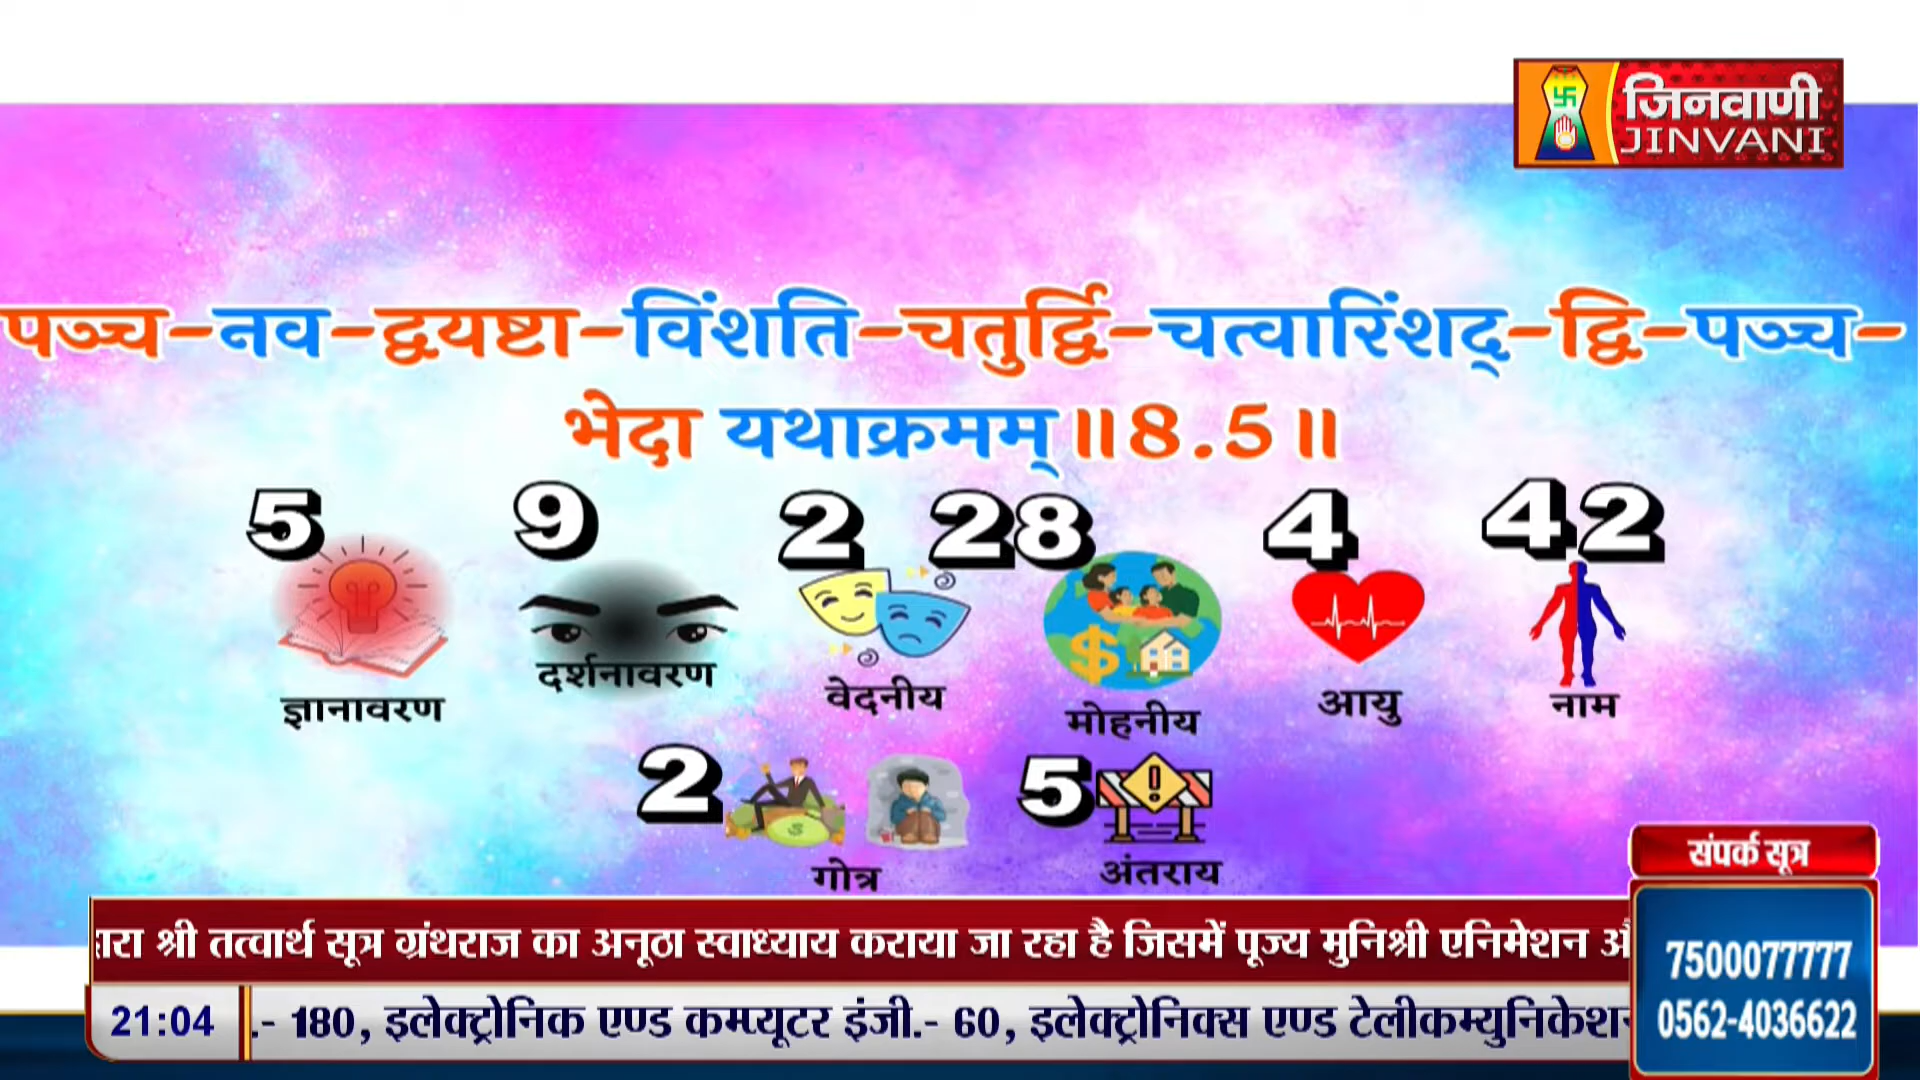 जिनवाणी
JINVANI
पञ्च-नव-द्वयष्टा-विंशति-चतुर्द्वि-चत्वारिंशद्-द्वि-पञ्च-
भेदा यथाक्रमम्॥8.5॥
5 9 2 28 4 42
ज्ञानावरण दर्शनावरण वेदनीय मोहनीय आयु नाम
2 5
गोत्र अंतराय
संपर्क सूत्र
श्री तत्वार्थ सूत्र ग्रंथराज का अनूठा स्वाध्याय कराया जा रहा है जिसमें पूज्य मुनिश्री एनिमेशन
7500077777
21:04 .- 180, इलेक्ट्रोनिक एण्ड कम्प्यूटर इंजी.- 60, इलेक्ट्रोनिक्स एण्ड टेलीकम्युनिकेशन
0562-4036622